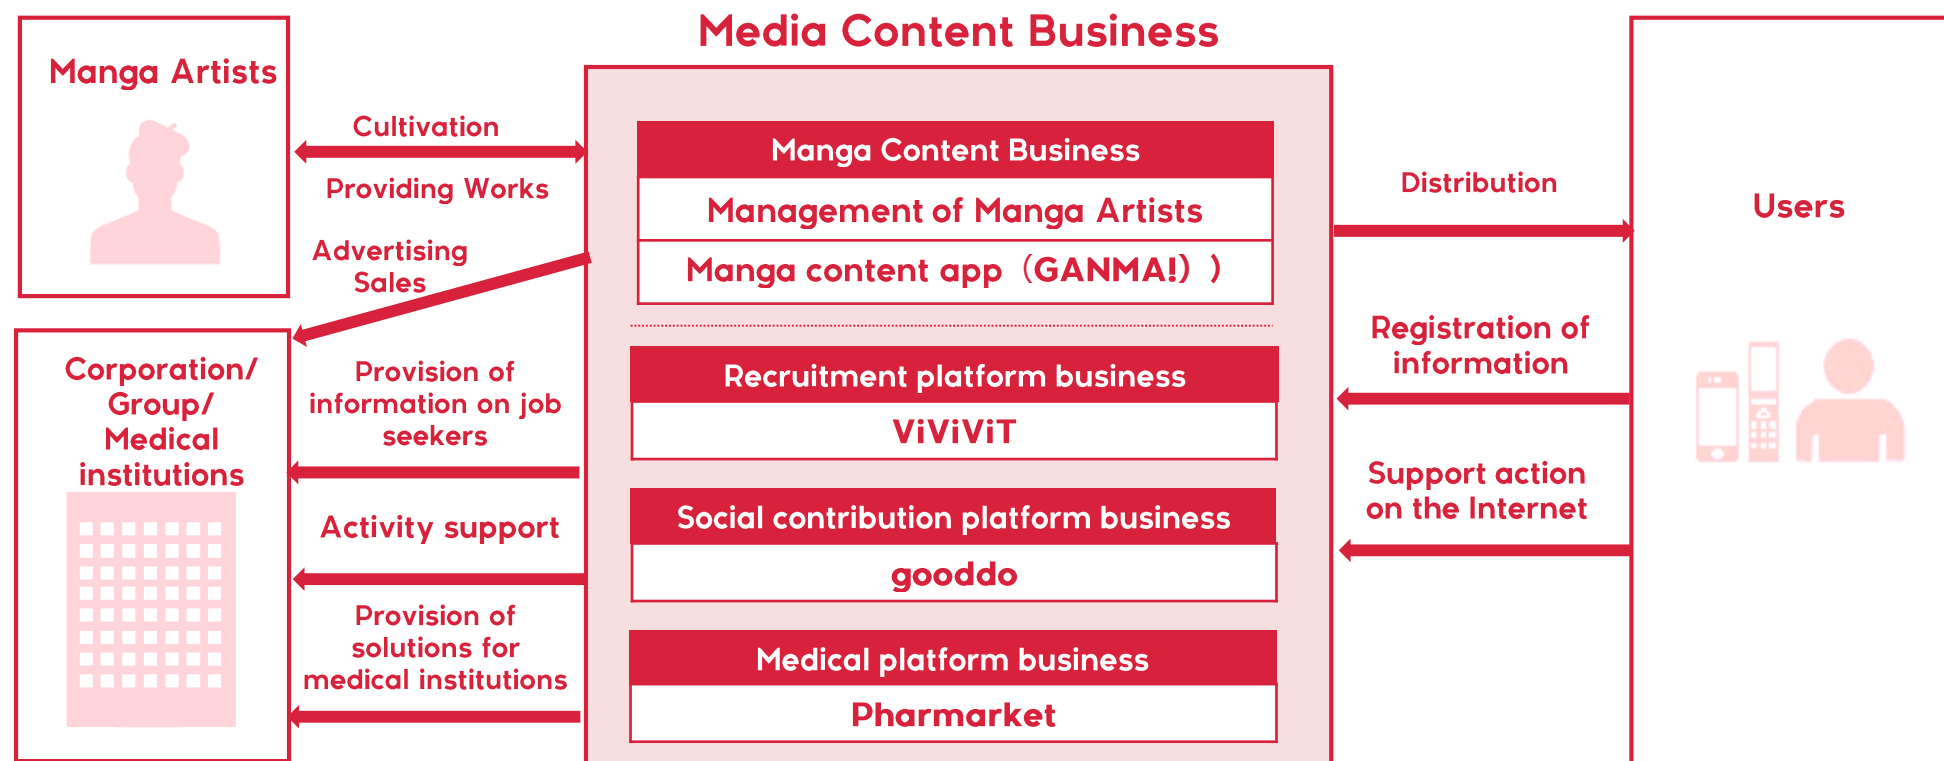 Media Content Business
Manga Artists
Cultivation
Providing Works
Advertising
Sales
Corporation/
Group/
Medical
institutions
Provision of
information on job
seekers
Activity support
Provision of
solutions for
medical institutions
Manga Content Business
Management of Manga Artists
Manga content app（GANMA!））
Recruitment platform business
ViViViT
Social contribution platform business
gooddo
Medical platform business
Pharmarket
Distribution
Registration of
information
Support action
on the Internet
Users